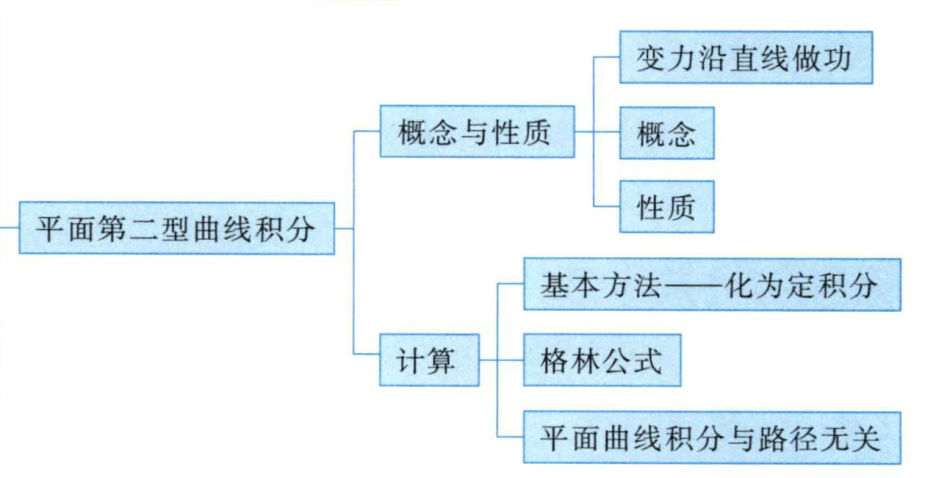 平面第二型曲线积分
概念与性质
变力沿直线做功
概念
性质
计算
基本方法——化为定积分
格林公式
平面曲线积分与路径无关